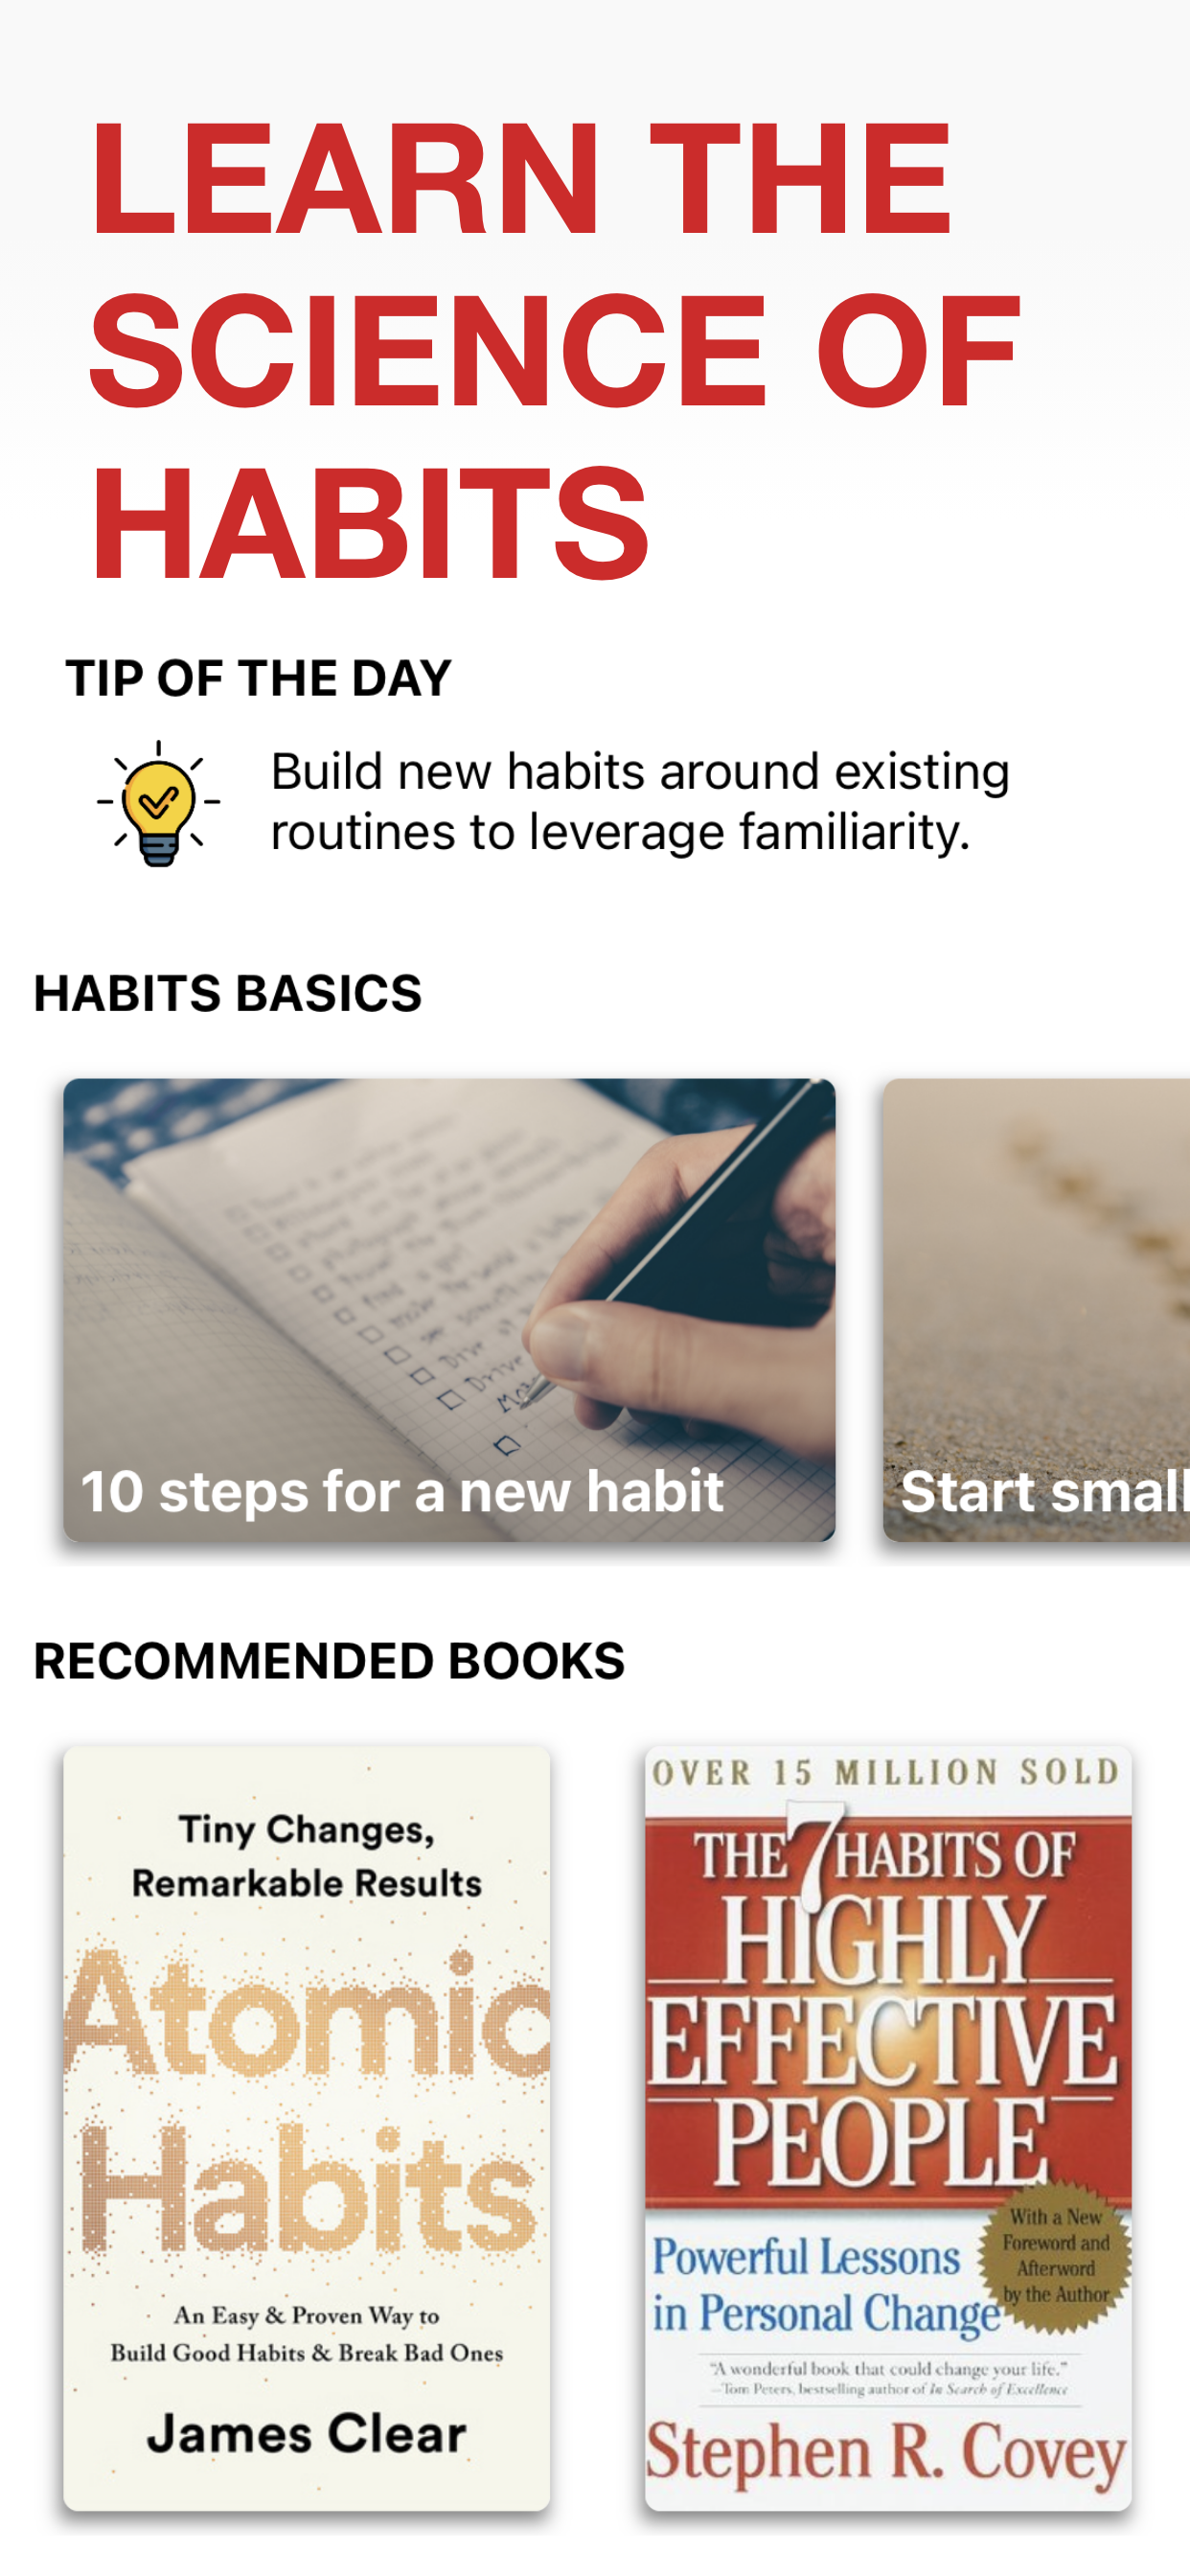 LEARN THE
SCIENCE OF
HABITS
TIP OF THE DAY
Build new habits around existing
routines to leverage familiarity.
HABITS BASICS
10 steps for a new habit
Start small
RECOMMENDED BOOKS
Tiny Changes,
Remarkable Results
Atomic
Habits
An Easy & Proven Way to
Build Good Habits & Break Bad Ones
James Clear
OVER 15 MILLION SOLD
THE 7 HABITS OF
HIGHLY
EFFECTIVE
PEOPLE
With a New
Foreword and
Afterword
by the Author
Powerful Lessons
in Personal Change
“A wonderful book that could change your life.”
—Tom Peters, bestselling author of In Search of Excellence
Stephen R. Covey